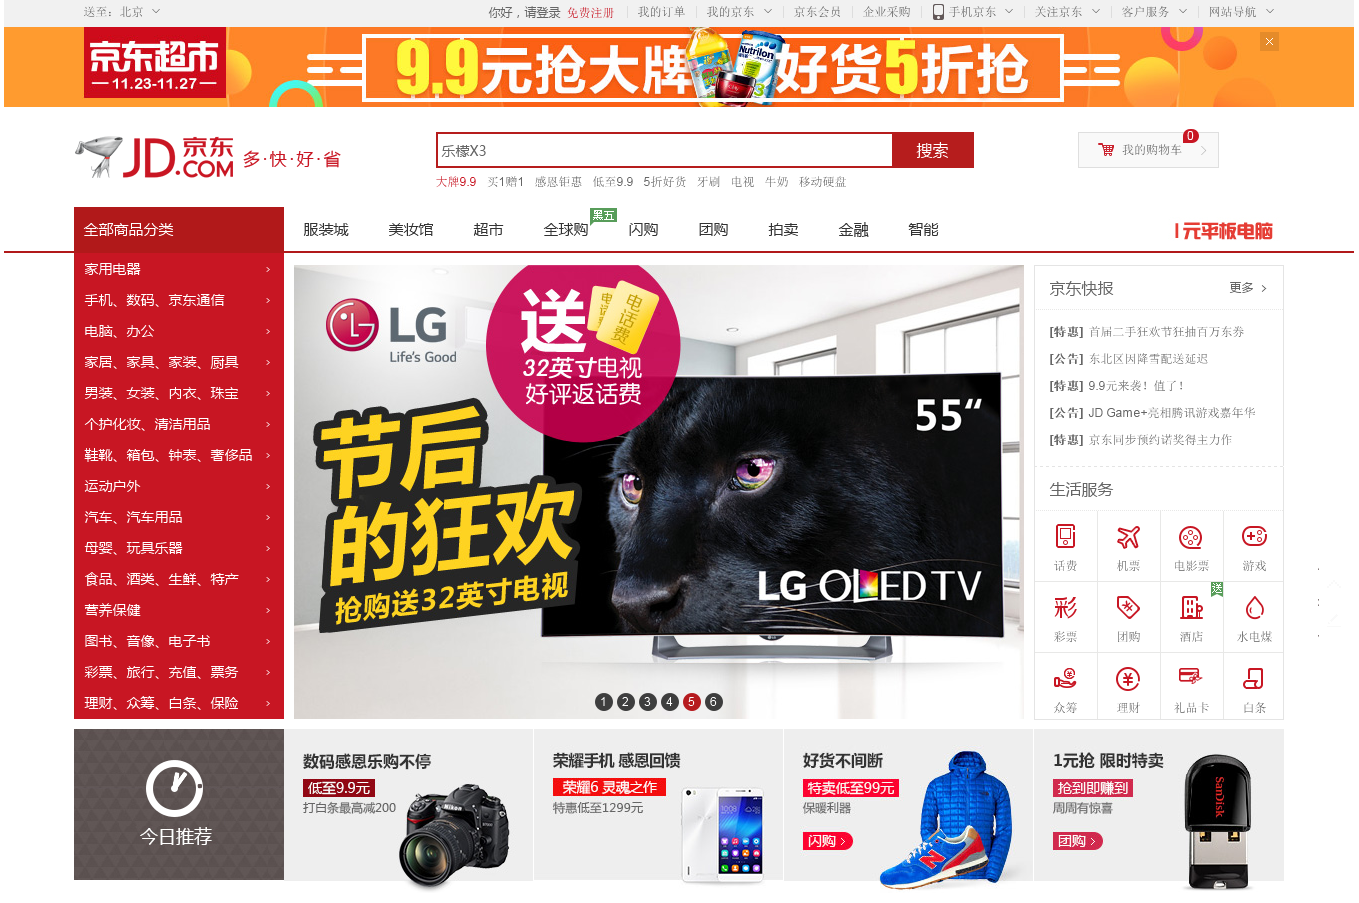 送至：北京
你好，请登录 免费注册 我的订单 我的京东 京东会员 企业采购 手机京东 关注京东 客户服务 网站导航
京东超市
11.23-11.27
9.9元抢大牌 好货5折抢
Nutrilon
3
JD.COM 京东
多·快·好·省
乐檬X3
搜索
0
我的购物车
大牌9.9 买1赠1 感恩钜惠 低至9.9 5折好货 牙刷 电视 牛奶 移动硬盘
全部商品分类
服装城 美妆馆 超市 全球购 闪购 团购 拍卖 金融 智能
黑五
1元平板电脑
家用电器
手机、数码、京东通信
电脑、办公
家居、家具、家装、厨具
男装、女装、内衣、珠宝
个护化妆、清洁用品
鞋靴、箱包、钟表、奢侈品
运动户外
汽车、汽车用品
母婴、玩具乐器
食品、酒类、生鲜、特产
营养保健
图书、音像、电子书
彩票、旅行、充值、票务
理财、众筹、白条、保险
LG
Life's Good
送
电话费
电话费
32英寸电视
好评返话费
节后
的狂欢
抢购送32英寸电视
55“
LG OLED TV
1 2 3 4 5 6
京东快报
更多
[特惠] 首届二手狂欢节狂抽百万东券
[公告] 东北区因降雪配送延迟
[特惠] 9.9元来袭！值了！
[公告] JD Game+亮相腾讯游戏嘉年华
[特惠] 京东同步预约诺奖得主力作
生活服务
话费 机票 电影票 游戏
送
彩票 团购 酒店 水电煤
众筹 理财 礼品卡 白条
今日推荐
数码感恩乐购不停
低至9.9元
打白条最高减200
Nikon
荣耀手机 感恩回馈
荣耀6 灵魂之作
特惠低至1299元
好货不间断
特卖低至99元
保暖利器
闪购
1元抢 限时特卖
抢到即赚到
周周有惊喜
团购
SanDisk